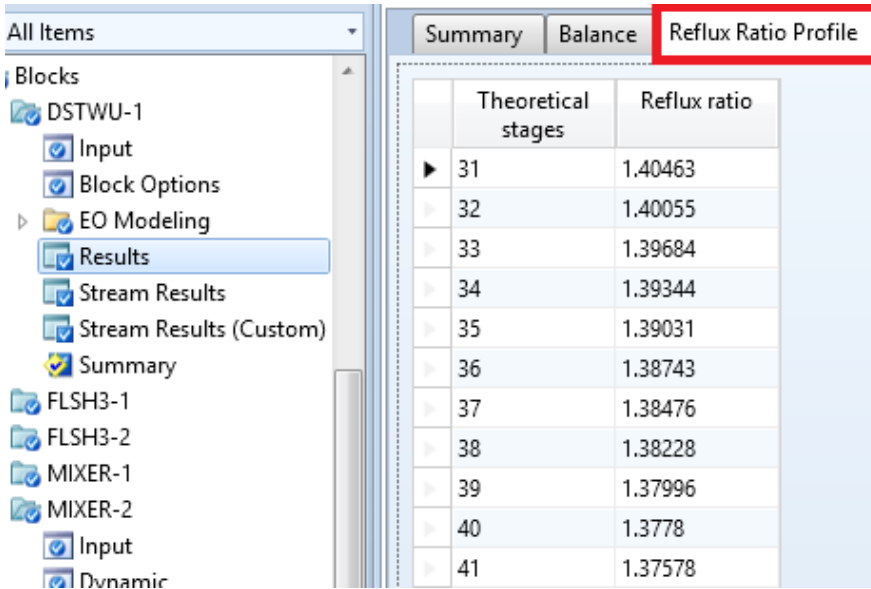 All Items
Blocks
DSTWU-1
Input
Block Options
EO Modeling
Results
Stream Results
Stream Results (Custom)
Summary
FLSH3-1
FLSH3-2
MIXER-1
MIXER-2
Input
Dynamic
Summary Balance Reflux Ratio Profile
Theoretical stages Reflux ratio
31 1.40463
32 1.40055
33 1.39684
34 1.39344
35 1.39031
36 1.38743
37 1.38476
38 1.38228
39 1.37996
40 1.3778
41 1.37578